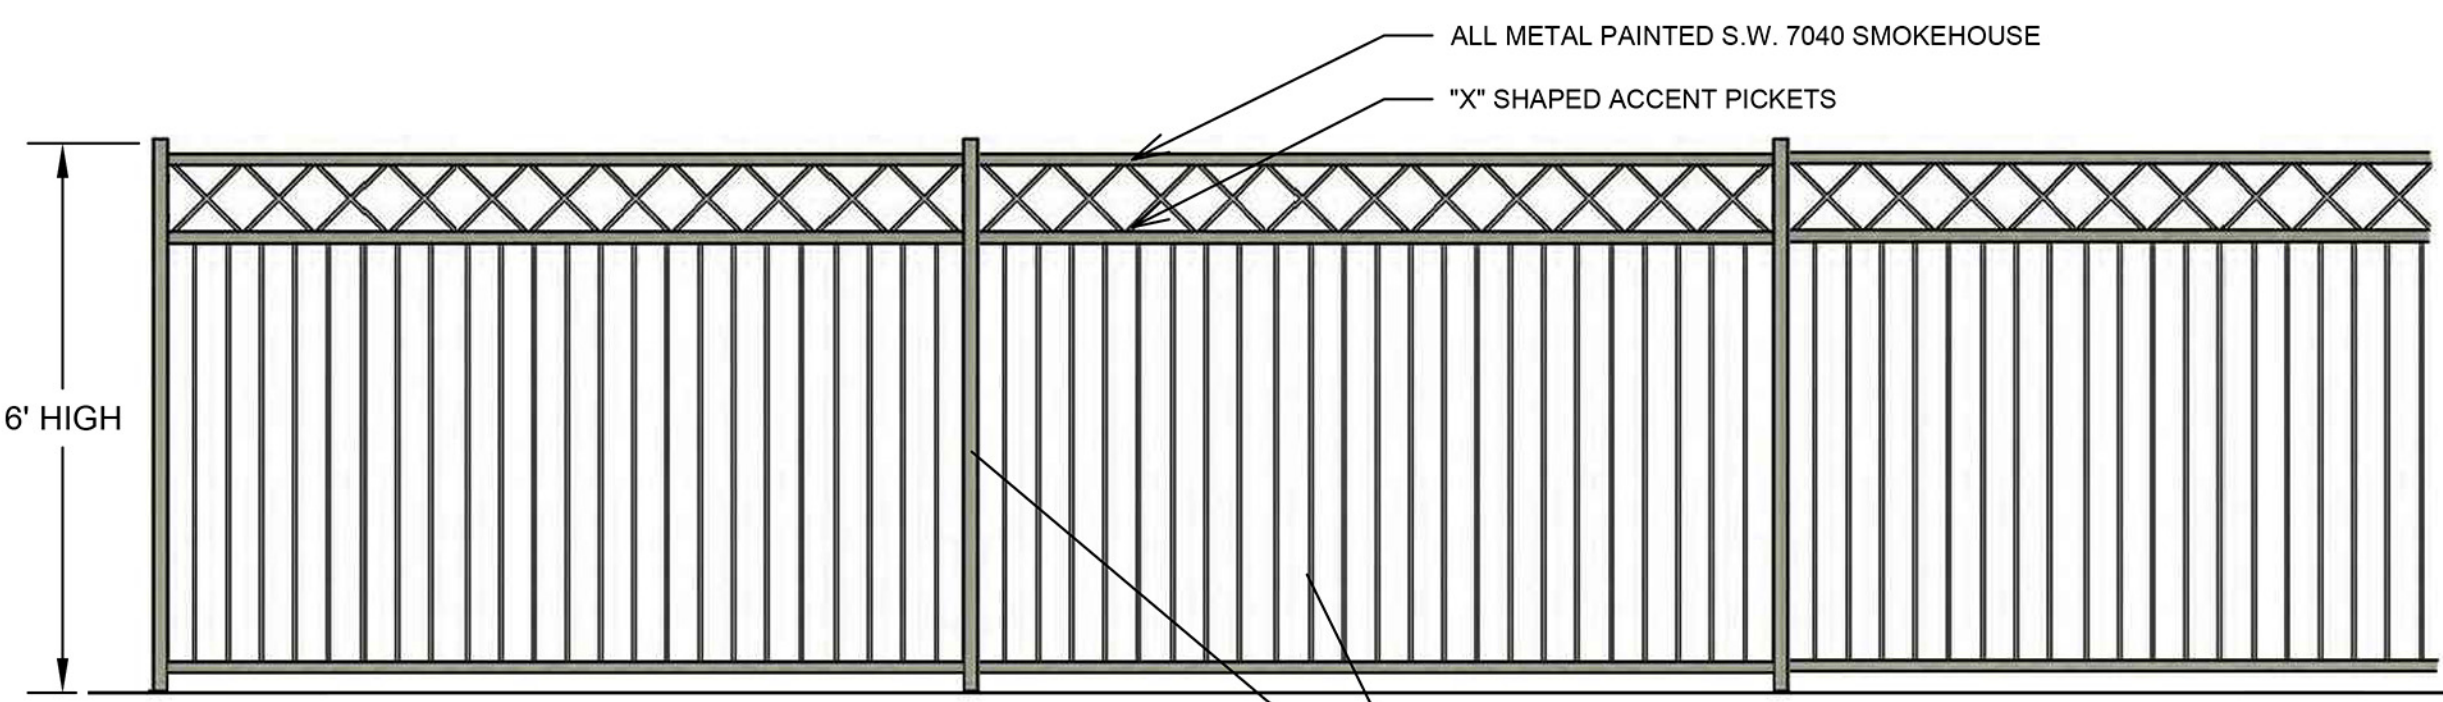 ALL METAL PAINTED S.W. 7040 SMOKEHOUSE
"X" SHAPED ACCENT PICKETS
6' HIGH